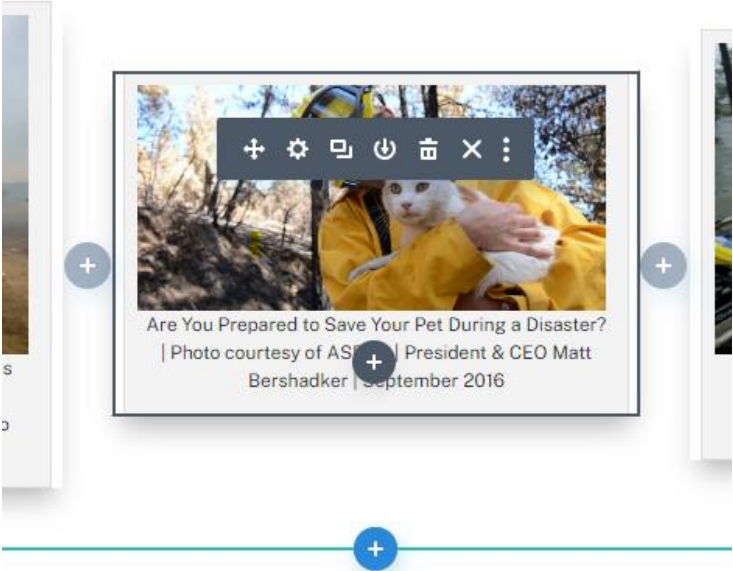 Are You Prepared to Save Your Pet During a Disaster?
| Photo courtesy of | President & CEO Matt
Bershadker | September 2016
s
o